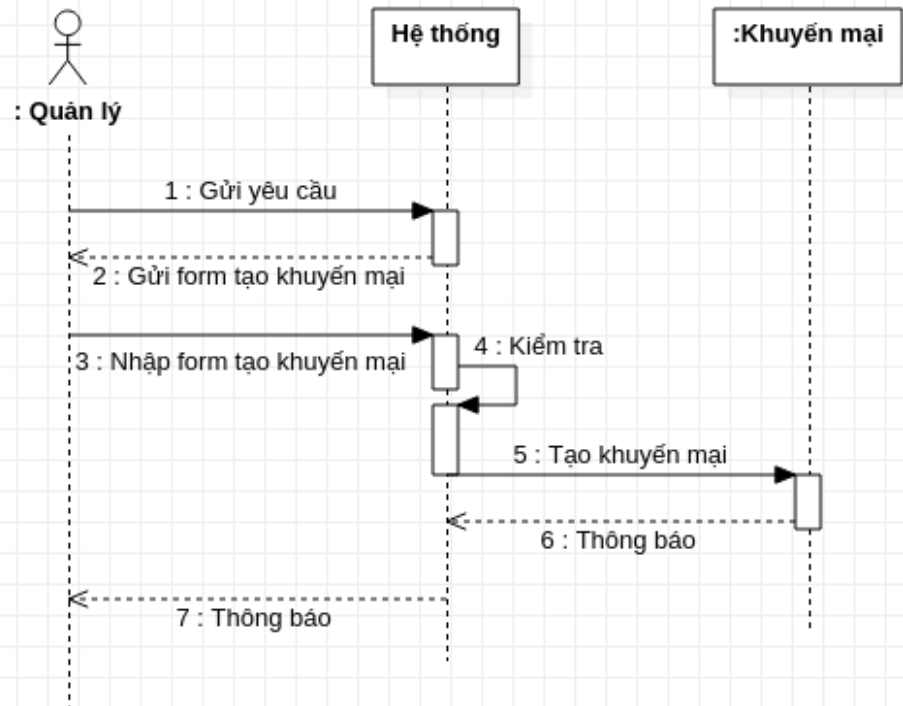 Hệ thống
:Khuyến mại
: Quản lý
1 : Gửi yêu cầu
2 : Gửi form tạo khuyến mại
3 : Nhập form tạo khuyến mại
4 : Kiểm tra
5 : Tạo khuyến mại
6 : Thông báo
7 : Thông báo